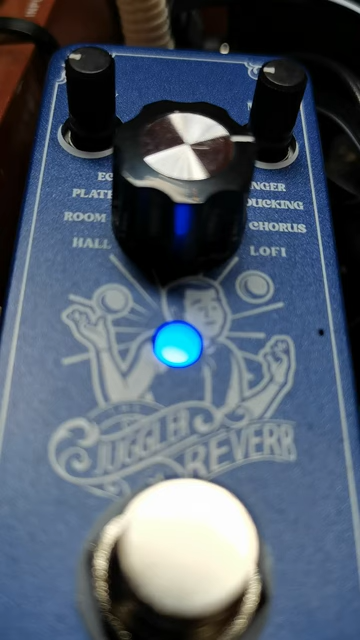 PLATE
DUCKING
ROOM
CHORUS
HALL
LOFI
JUGGLER
REVERB